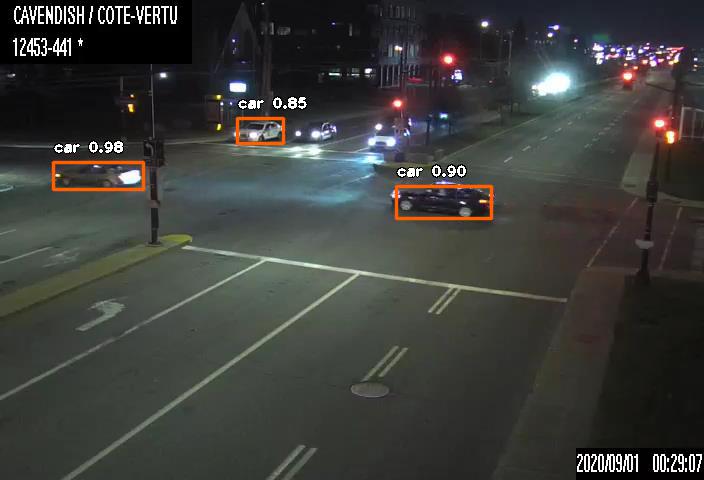 CAVENDISH / COTE-VERTU
12453-441 *
car 0.85
car 0.98
car 0.90
2020/09/01 00:29:07